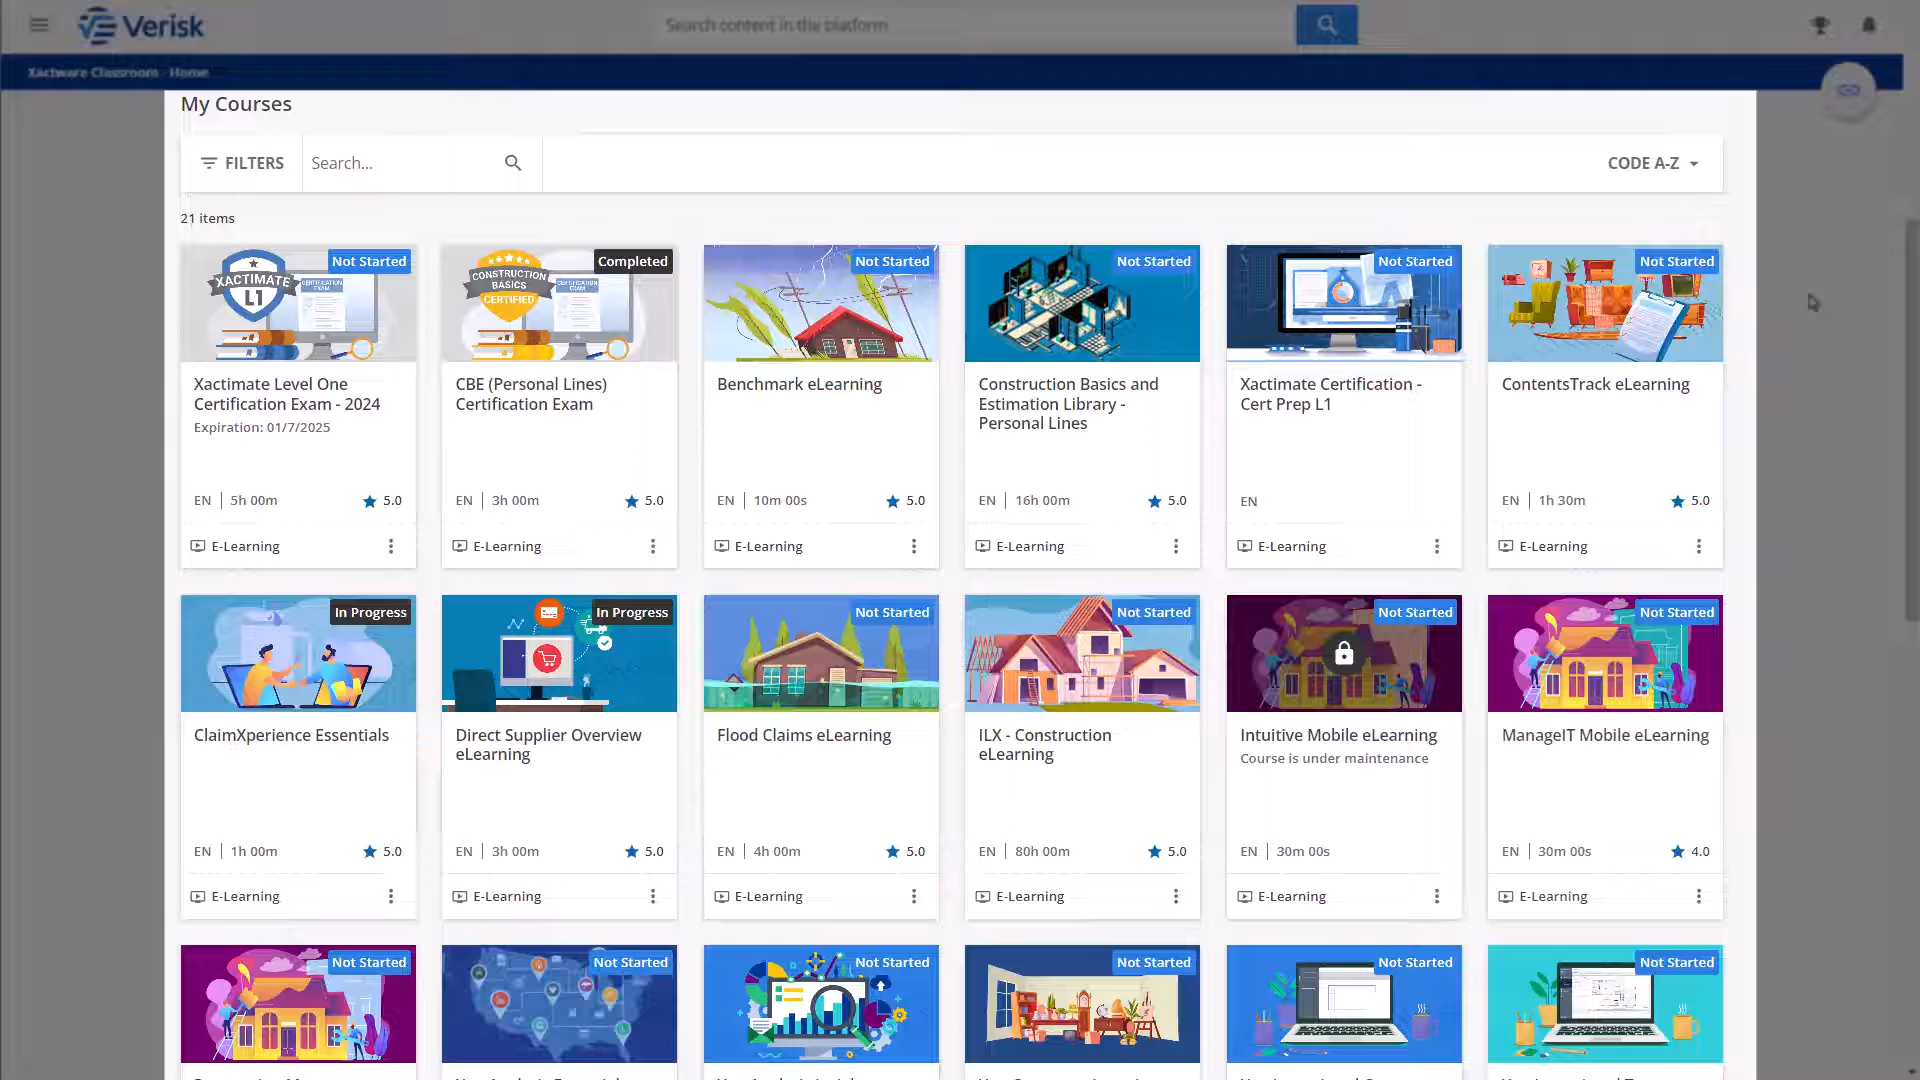 Verisk
Search content in the platform
Xactware Classroom - Home
My Courses
FILTERS
Search...
CODE A-Z
21 items
XACTIMATE
L1
CERTIFICATION
EXAM
Not Started
Xactimate Level One
Certification Exam - 2024
Expiration: 01/7/2025
EN
5h 00m
5.0
E-Learning
CONSTRUCTION
BASICS
CERTIFIED
CERTIFICATION
EXAM
Completed
CBE (Personal Lines)
Certification Exam
EN
3h 00m
5.0
E-Learning
Not Started
Benchmark eLearning
EN
10m 00s
5.0
E-Learning
Not Started
Construction Basics and
Estimation Library -
Personal Lines
EN
16h 00m
5.0
E-Learning
Not Started
Xactimate Certification -
Cert Prep L1
EN
E-Learning
Not Started
ContentsTrack eLearning
EN
1h 30m
5.0
E-Learning
In Progress
ClaimXperience Essentials
EN
1h 00m
5.0
E-Learning
In Progress
Direct Supplier Overview
eLearning
EN
3h 00m
5.0
E-Learning
Not Started
Flood Claims eLearning
EN
4h 00m
5.0
E-Learning
Not Started
ILX - Construction
eLearning
EN
80h 00m
5.0
E-Learning
Not Started
Intuitive Mobile eLearning
Course is under maintenance
EN
30m 00s
E-Learning
Not Started
ManageIT Mobile eLearning
EN
30m 00s
4.0
E-Learning
Not Started
Not Started
Not Started
Not Started
Not Started
Not Started